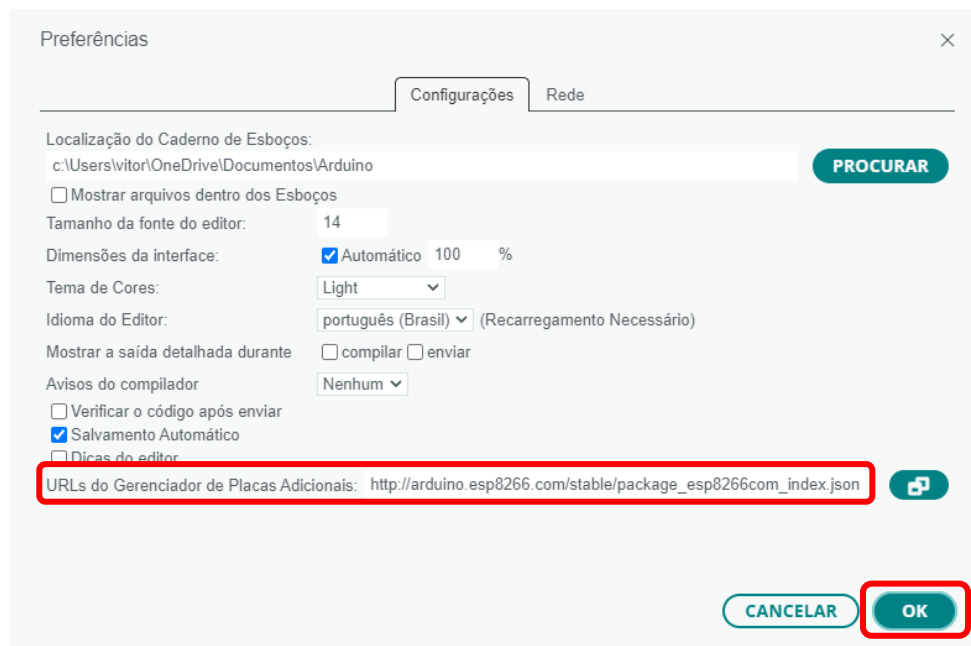 Preferências
Configurações Rede
Localização do Caderno de Esboços:
c:\Users\vitor\OneDrive\Documentos\Arduino PROCURAR
Mostrar arquivos dentro dos Esboços
Tamanho da fonte do editor: 14
Dimensões da interface: Automático 100 %
Tema de Cores: Light
Idioma do Editor: português (Brasil) (Recarregamento Necessário)
Mostrar a saída detalhada durante compilar enviar
Avisos do compilador Nenhum
Verificar o código após enviar
Salvamento Automático
Dicas do editor
URLs do Gerenciador de Placas Adicionais: http://arduino.esp8266.com/stable/package_esp8266com_index.json
CANCELAR OK